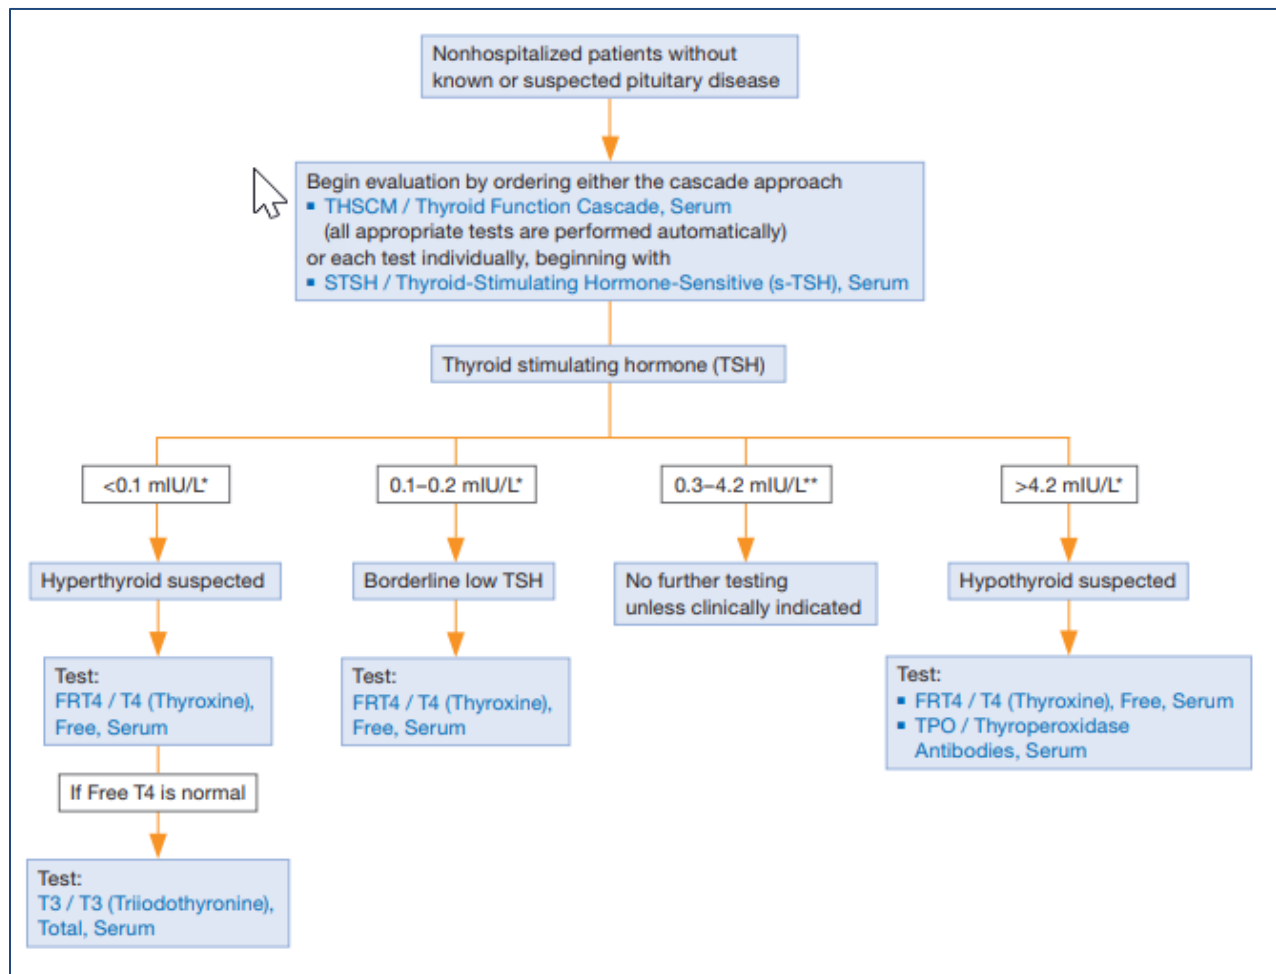 Nonhospitalized patients without
known or suspected pituitary disease
Begin evaluation by ordering either the cascade approach
▪ THSCM / Thyroid Function Cascade, Serum
(all appropriate tests are performed automatically)
or each test individually, beginning with
▪ STSH / Thyroid-Stimulating Hormone-Sensitive (s-TSH), Serum
Thyroid stimulating hormone (TSH)
<0.1 mIU/L*
0.1–0.2 mIU/L*
0.3–4.2 mIU/L**
>4.2 mIU/L*
Hyperthyroid suspected
Borderline low TSH
No further testing
unless clinically indicated
Hypothyroid suspected
Test:
FRT4 / T4 (Thyroxine),
Free, Serum
Test:
FRT4 / T4 (Thyroxine),
Free, Serum
Test:
▪ FRT4 / T4 (Thyroxine), Free, Serum
▪ TPO / Thyroperoxidase
Antibodies, Serum
If Free T4 is normal
Test:
T3 / T3 (Triiodothyronine),
Total, Serum